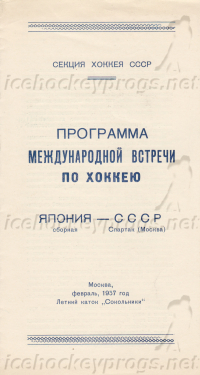 СЕКЦИЯ ХОККЕЯ СССР
ПРОГРАММА
МЕЖДУНАРОДНОЙ ВСТРЕЧИ
ПО ХОККЕЮ
ЯПОНИЯ — СССР
сборная Спартак (Москва)
Москва,
февраль, 1957 год
Летний каток „Сокольники"
icehockeyprogs.net
icehockeyprogs.net
icehockeyprogs.net
icehockeyprogs.net